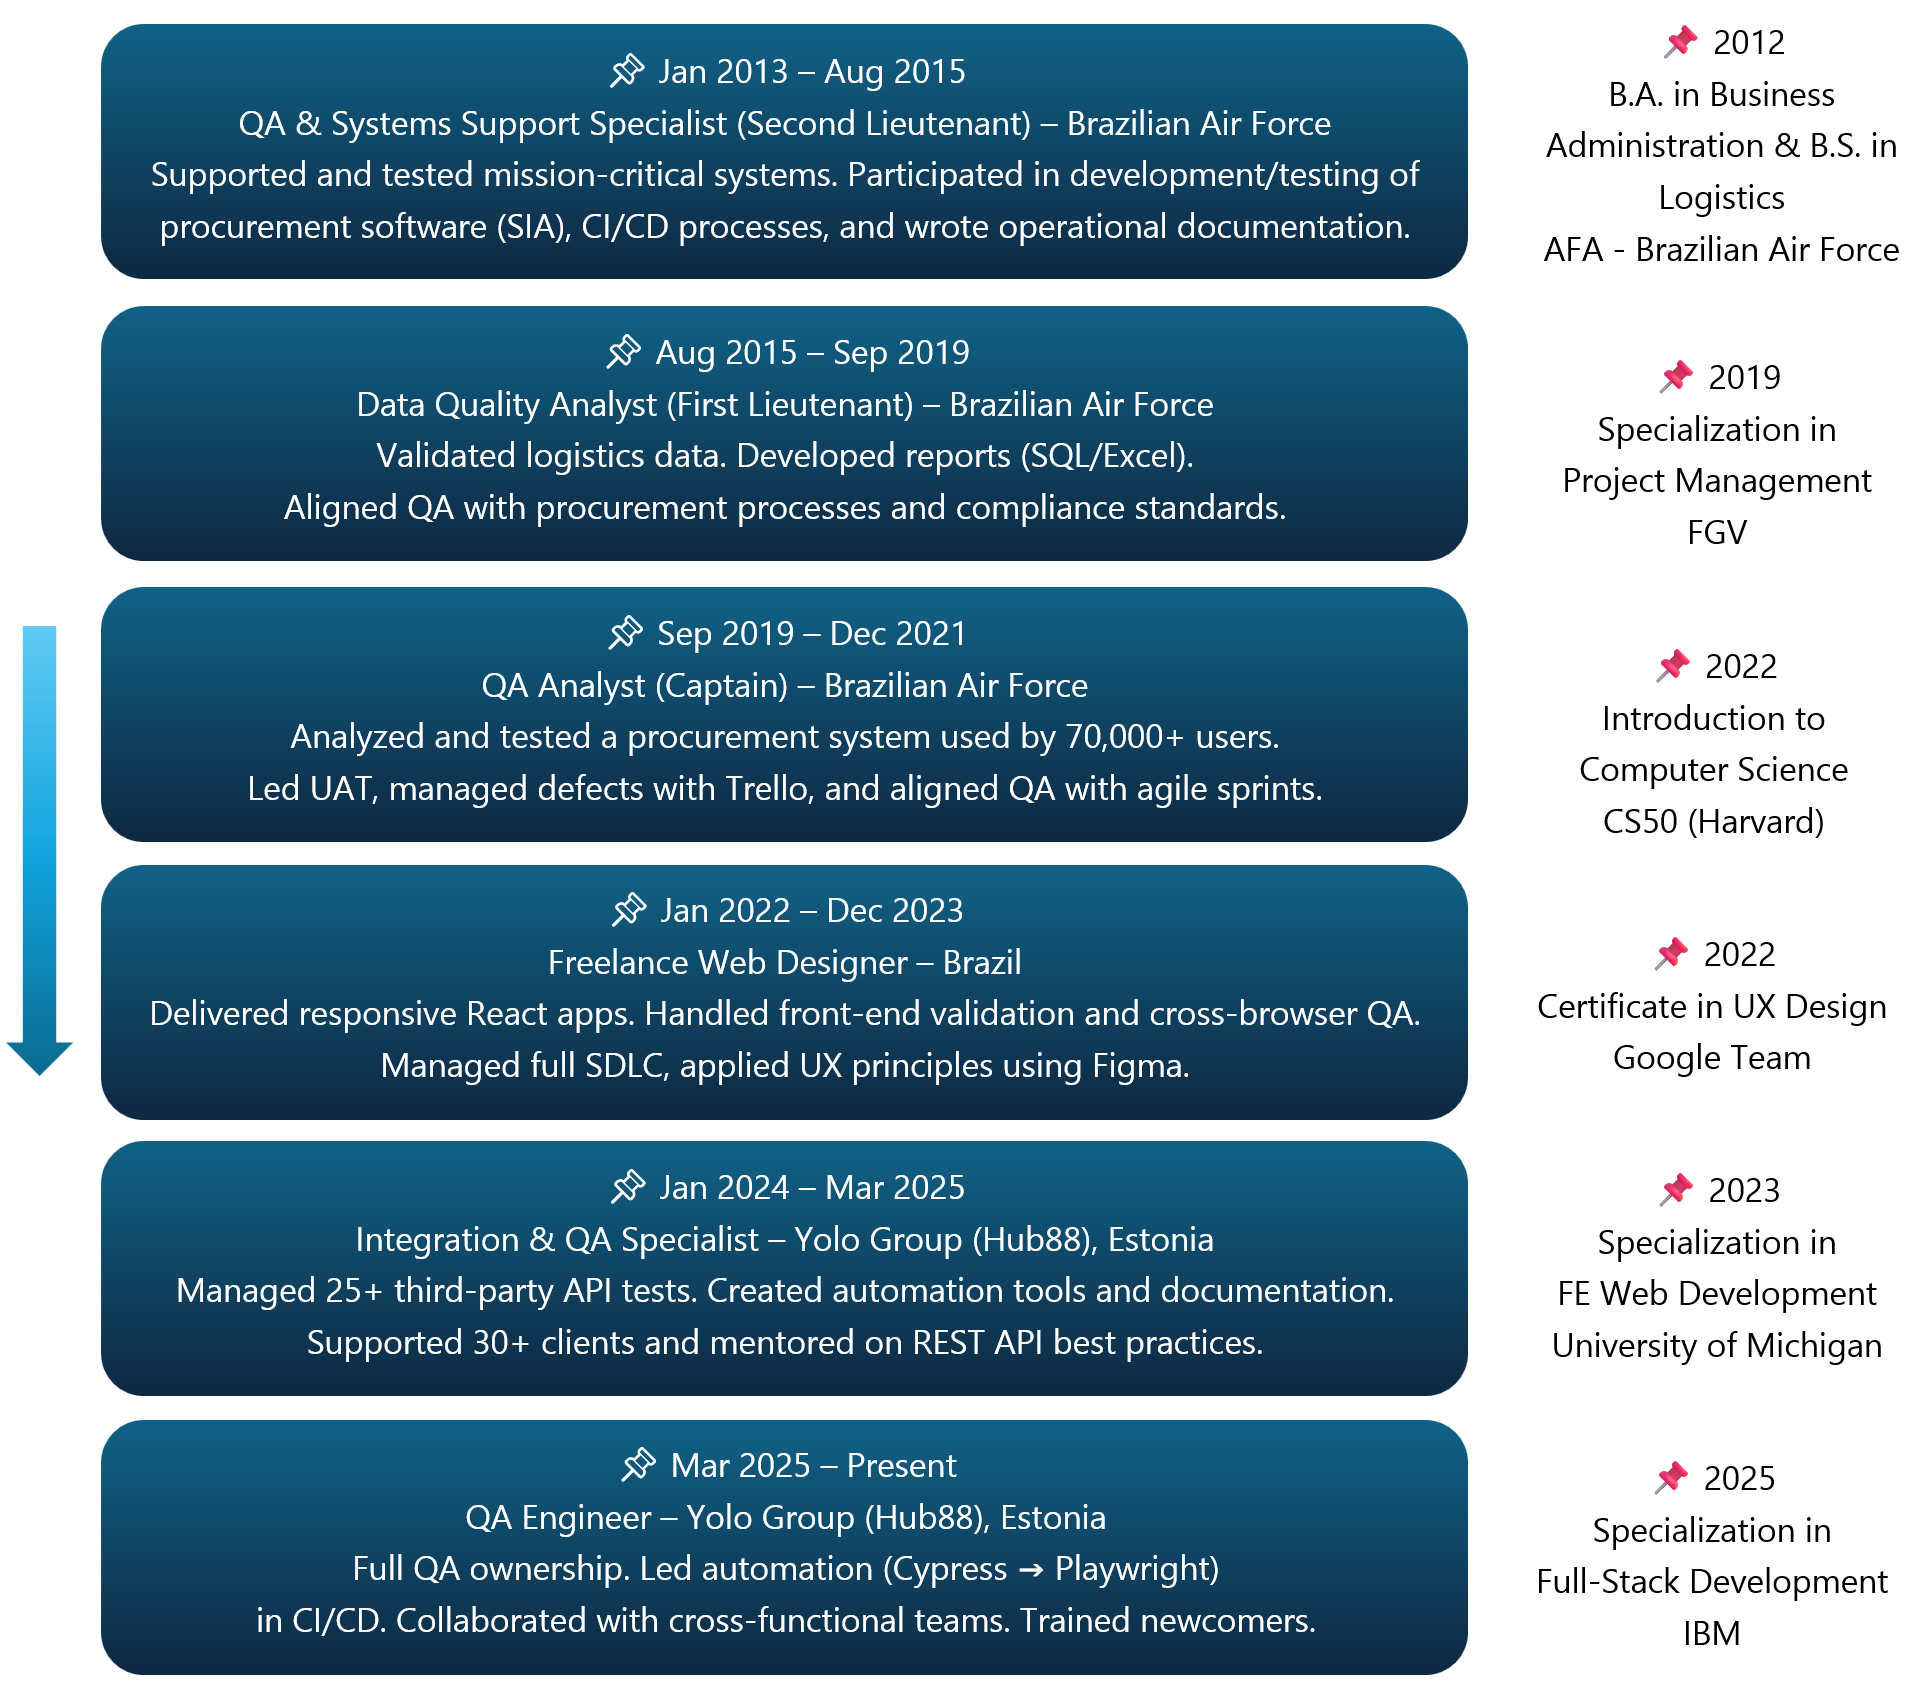 📌 Jan 2013 – Aug 2015
QA & Systems Support Specialist (Second Lieutenant) – Brazilian Air Force
Supported and tested mission-critical systems. Participated in development/testing of
procurement software (SIA), CI/CD processes, and wrote operational documentation.
📌 Aug 2015 – Sep 2019
Data Quality Analyst (First Lieutenant) – Brazilian Air Force
Validated logistics data. Developed reports (SQL/Excel).
Aligned QA with procurement processes and compliance standards.
📌 Sep 2019 – Dec 2021
QA Analyst (Captain) – Brazilian Air Force
Analyzed and tested a procurement system used by 70,000+ users.
Led UAT, managed defects with Trello, and aligned QA with agile sprints.
📌 Jan 2022 – Dec 2023
Freelance Web Designer – Brazil
Delivered responsive React apps. Handled front-end validation and cross-browser QA.
Managed full SDLC, applied UX principles using Figma.
📌 Jan 2024 – Mar 2025
Integration & QA Specialist – Yolo Group (Hub88), Estonia
Managed 25+ third-party API tests. Created automation tools and documentation.
Supported 30+ clients and mentored on REST API best practices.
📌 Mar 2025 – Present
QA Engineer – Yolo Group (Hub88), Estonia
Full QA ownership. Led automation (Cypress → Playwright)
in CI/CD. Collaborated with cross-functional teams. Trained newcomers.
📌 2012
B.A. in Business
Administration & B.S. in
Logistics
AFA - Brazilian Air Force
📌 2019
Specialization in
Project Management
FGV
📌 2022
Introduction to
Computer Science
CS50 (Harvard)
📌 2022
Certificate in UX Design
Google Team
📌 2023
Specialization in
FE Web Development
University of Michigan
📌 2025
Specialization in
Full-Stack Development
IBM